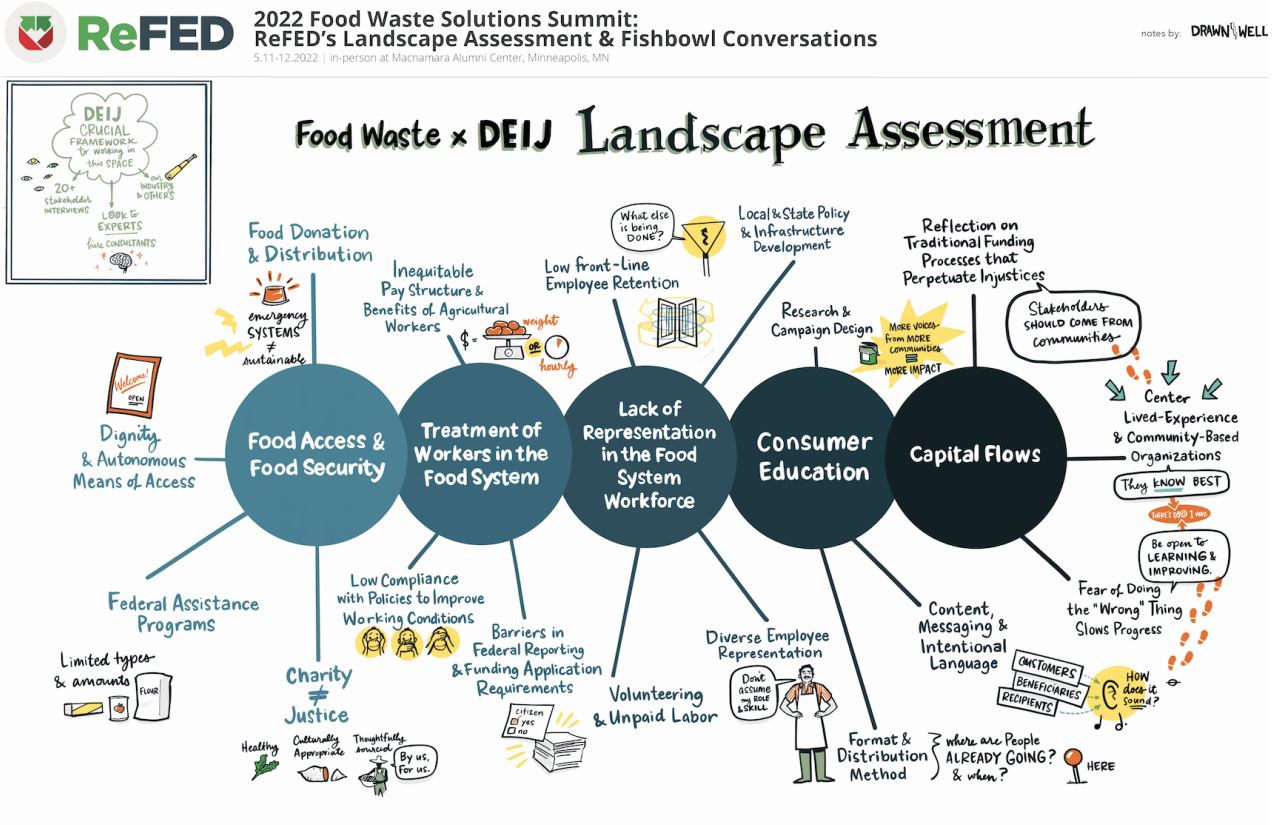 ReFED
2022 Food Waste Solutions Summit:
ReFED's Landscape Assessment & Fishbowl Conversations
5.11-12.2022 | in-person at Macnamara Alumni Center, Minneapolis, MN
notes by: DRAWN WELL
DEIJ
CRUCIAL
FRAMEWORK
to working in
this SPACE
20+
stakeholder
INTERVIEWS
LOOK to
EXPERTS
hire CONSULTANTS
our
INDUSTRY
& OTHERS
Food Waste x DEIJ Landscape Assessment
Food Access &
Food Security
Food Donation
& Distribution
emergency
SYSTEMS
≠
sustainable
Welcome!
OPEN
Dignity
& Autonomous
Means of Access
Federal Assistance
Programs
Limited types
& amounts
FLOUR
Charity
≠
Justice
Healthy
Culturally
Appropriate
Thoughtfully
sourced
By us,
For us.
Treatment of
Workers in the
Food System
Inequitable
Pay Structure &
Benefits of Agricultural
Workers
$ =
weight
OR
hourly
Low Compliance
with Policies to Improve
Working Conditions
Barriers in
Federal Reporting
& Funding Application
Requirements
citizen
yes
no
Lack of
Representation
in the Food
System
Workforce
Low front-line
Employee Retention
What else
is being
DONE?
$
Local & State Policy
& Infrastructure
Development
Volunteering
& Unpaid Labor
Diverse Employee
Representation
Don't
assume
my ROLE
& SKILL
Consumer
Education
Research &
Campaign Design
MORE VOICES
from MORE
communities
=
MORE IMPACT
Content,
Messaging &
Intentional
Language
CUSTOMERS
BENEFICIARIES
RECIPIENTS
HOW
does it
sound?
Format &
Distribution
Method
where are People
ALREADY GOING?
& when?
HERE
Capital Flows
Reflection on
Traditional Funding
Processes that
Perpetuate Injustices
Stakeholders
SHOULD COME FROM
communities
Center
Lived-Experience
& Community-Based
Organizations
They KNOW BEST
Be open to
LEARNING &
IMPROVING.
Fear of Doing
the "Wrong" Thing
Slows Progress